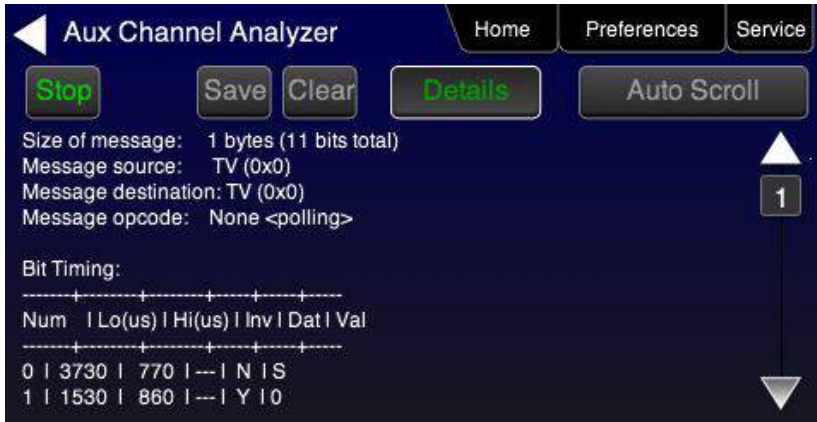 Aux Channel Analyzer Home Preferences Service
Stop Save Clear Details Auto Scroll
Size of message: 1 bytes (11 bits total)
Message source: TV (0x0)
Message destination: TV (0x0)
Message opcode: None <polling>
1
Bit Timing:
-------+--------+---------+-----+-----+-----
Num | Lo(us) | Hi(us) | Inv | Dat | Val
-------+--------+---------+-----+-----+-----
0 | 3730 | 770 |---| N |S
1 | 1530 | 860 |---| Y |0